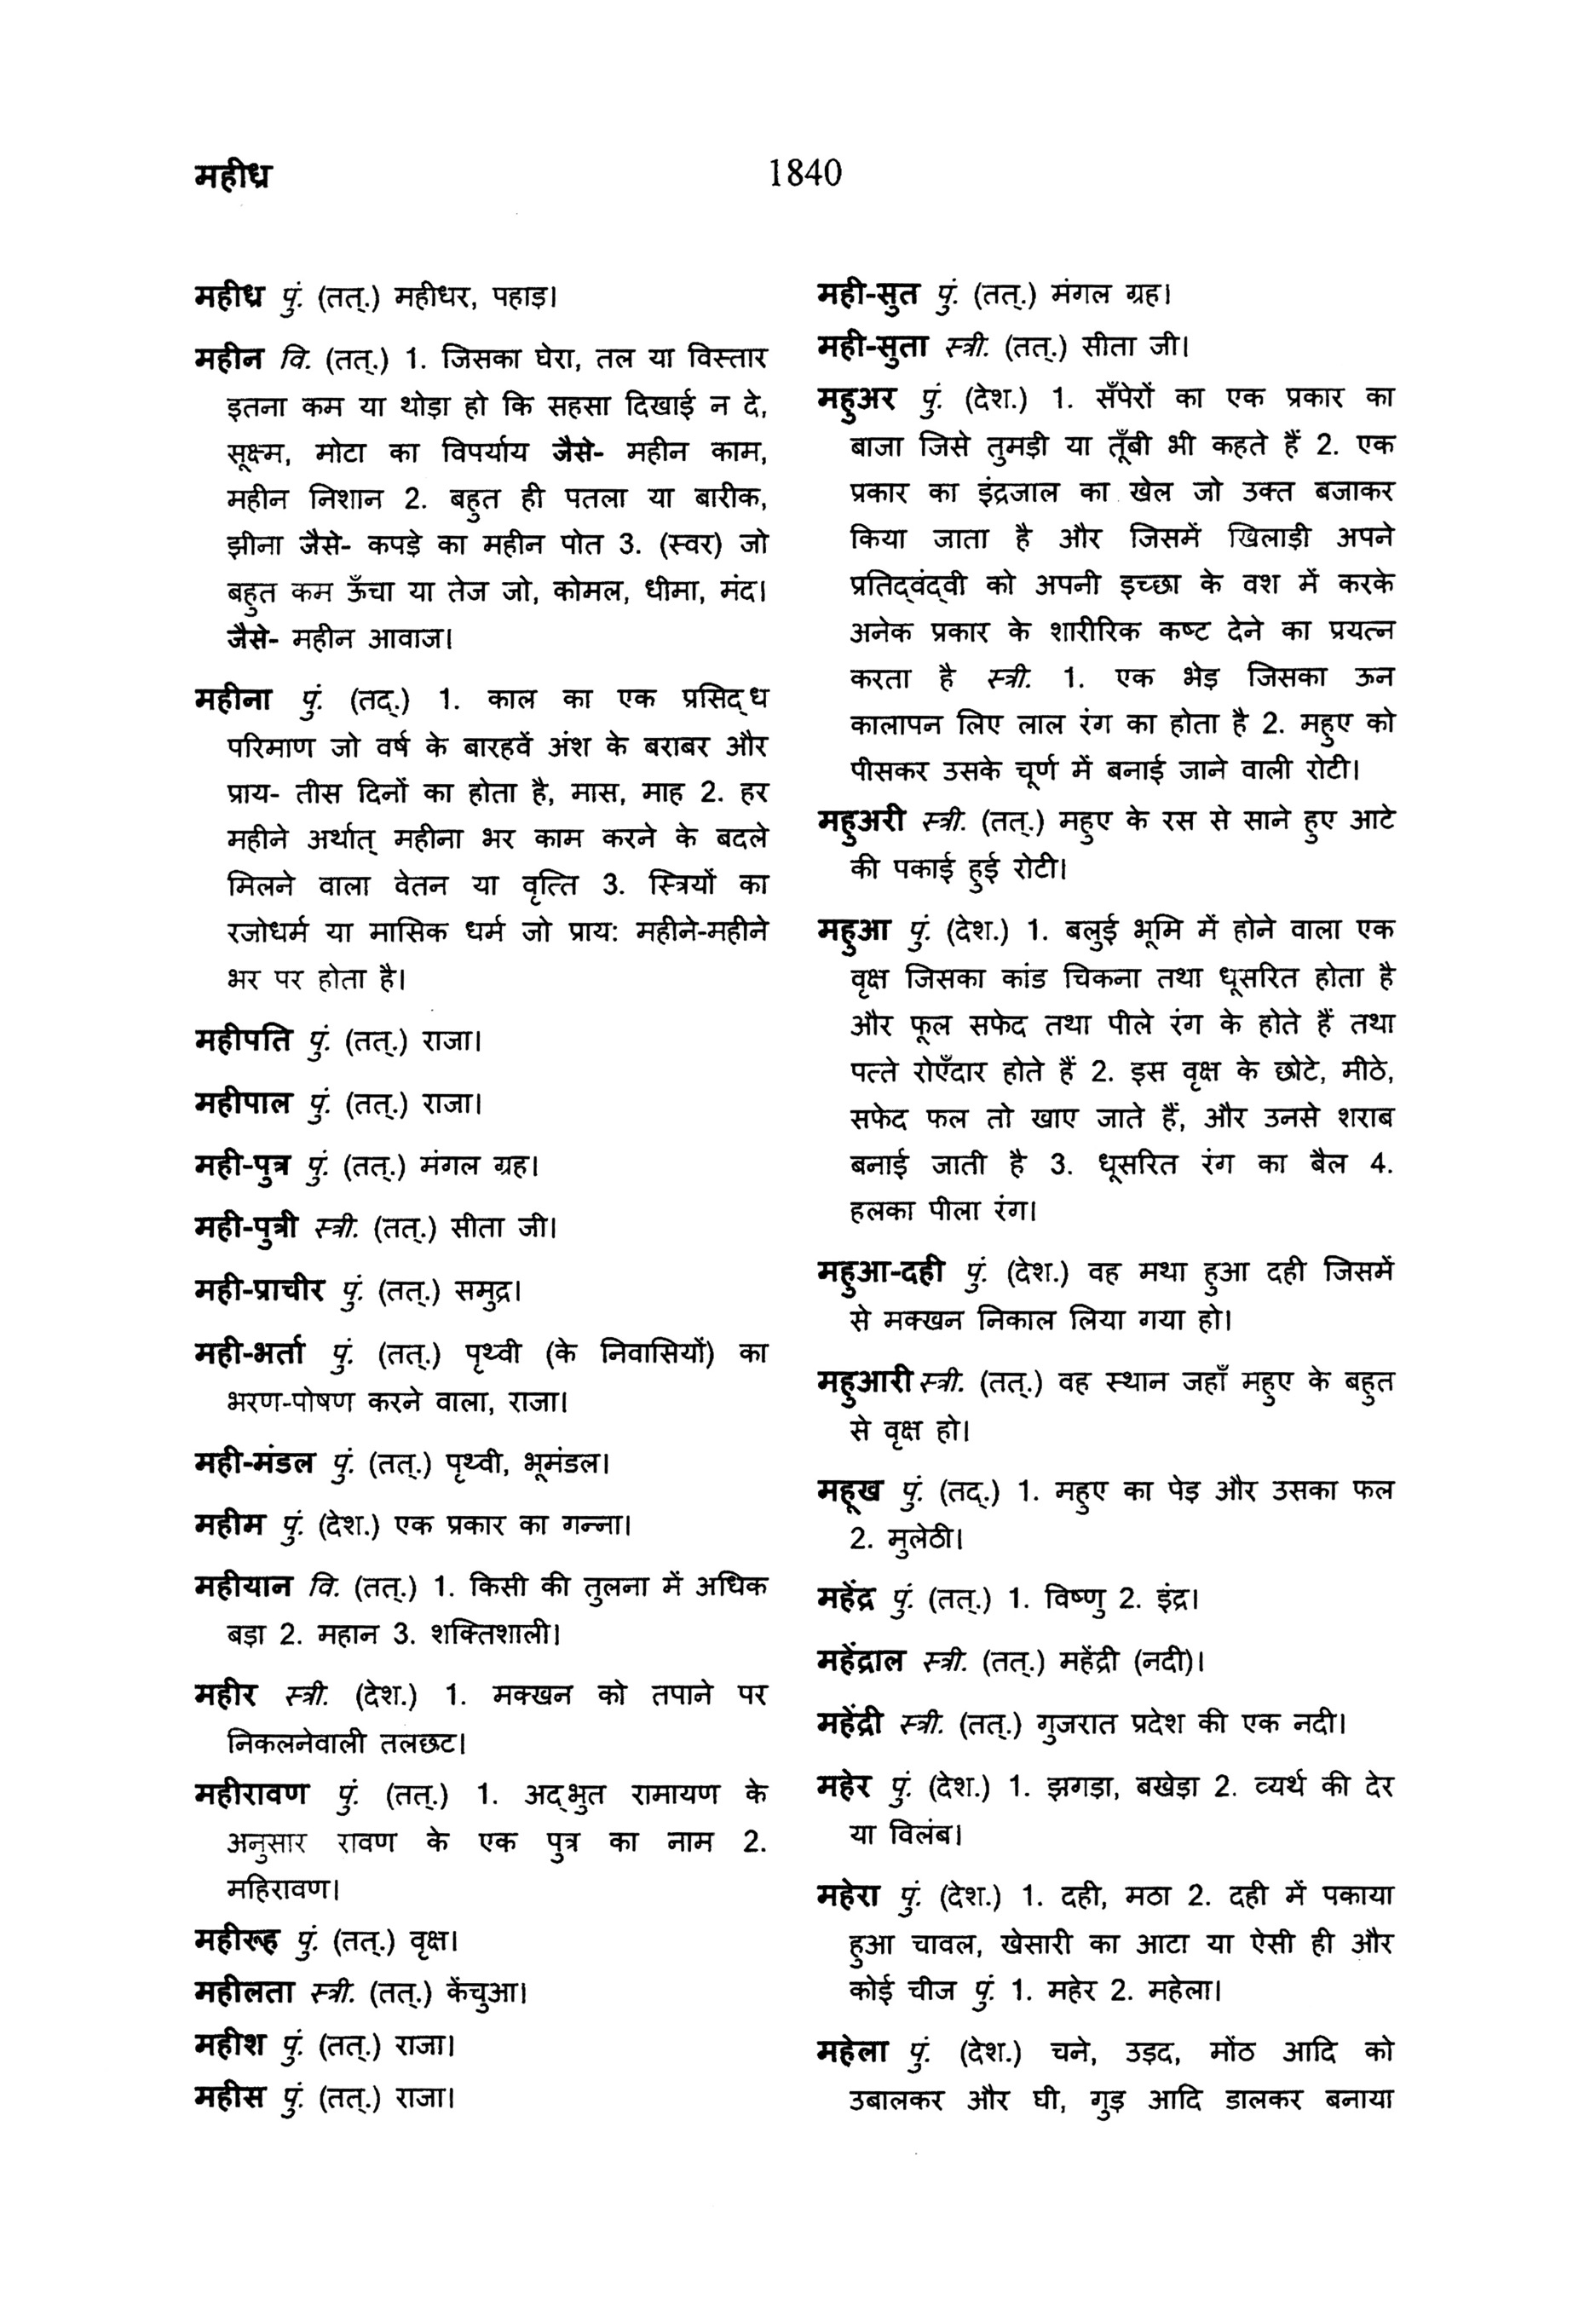 महीध्र
1840
महीध्र पुं. (तत्.) महीधर, पहाड़।
महीन वि. (तत्.) 1. जिसका घेरा, तल या विस्तार
इतना कम या थोड़ा हो कि सहसा दिखाई न दे,
सूक्ष्म, मोटा का विपर्याय जैसे- महीन काम,
महीन निशान 2. बहुत ही पतला या बारीक,
झीना जैसे- कपड़े का महीन पोत 3. (स्वर) जो
बहुत कम ऊँचा या तेज जो, कोमल, धीमा, मंद।
जैसे- महीन आवाज।
महीना पुं. (तद्.) 1. काल का एक प्रसिद्ध
परिमाण जो वर्ष के बारहवें अंश के बराबर और
प्राय- तीस दिनों का होता है, मास, माह 2. हर
महीने अर्थात् महीना भर काम करने के बदले
मिलने वाला वेतन या वृत्ति 3. स्त्रियों का
रजोधर्म या मासिक धर्म जो प्राय: महीने-महीने
भर पर होता है।
महीपति पुं. (तत्.) राजा।
महीपाल पुं. (तत्.) राजा।
मही-पुत्र पुं. (तत्.) मंगल ग्रह।
मही-पुत्री स्त्री. (तत्.) सीता जी।
मही-प्राचीर पुं. (तत्.) समुद्र।
मही-भर्ता पुं. (तत्.) पृथ्वी (के निवासियों) का
भरण-पोषण करने वाला, राजा।
मही-मंडल पुं. (तत्.) पृथ्वी, भूमंडल।
महीम पुं. (देश.) एक प्रकार का गन्ना।
महीयान वि. (तत्.) 1. किसी की तुलना में अधिक
बड़ा 2. महान 3. शक्तिशाली।
महीर स्त्री. (देश.) 1. मक्खन को तपाने पर
निकलनेवाली तलछट।
महीरावण पुं. (तत्.) 1. अद्भुत रामायण के
अनुसार रावण के एक पुत्र का नाम 2.
महिरावण।
महीरूह पुं. (तत्.) वृक्ष।
महीलता स्त्री. (तत्.) केंचुआ।
महीश पुं. (तत्.) राजा।
महीस पुं. (तत्.) राजा।
मही-सुत पुं. (तत्.) मंगल ग्रह।
मही-सुता स्त्री. (तत्.) सीता जी।
महुअर पुं. (देश.) 1. सँपेरों का एक प्रकार का
बाजा जिसे तुमड़ी या तूँबी भी कहते हैं 2. एक
प्रकार का इंद्रजाल का खेल जो उक्त बजाकर
किया जाता है और जिसमें खिलाड़ी अपने
प्रतिद्वंद्वी को अपनी इच्छा के वश में करके
अनेक प्रकार के शारीरिक कष्ट देने का प्रयत्न
करता है स्त्री. 1. एक भेड़ जिसका ऊन
कालापन लिए लाल रंग का होता है 2. महुए को
पीसकर उसके चूर्ण में बनाई जाने वाली रोटी।
महुअरी स्त्री. (तत्.) महुए के रस से साने हुए आटे
की पकाई हुई रोटी।
महुआ पुं. (देश.) 1. बलुई भूमि में होने वाला एक
वृक्ष जिसका कांड चिकना तथा धूसरित होता है
और फूल सफेद तथा पीले रंग के होते हैं तथा
पत्ते रोएँदार होते हैं 2. इस वृक्ष के छोटे, मीठे,
सफेद फल तो खाए जाते हैं, और उनसे शराब
बनाई जाती है 3. धूसरित रंग का बैल 4.
हलका पीला रंग।
महुआ-दही पुं. (देश.) वह मथा हुआ दही जिसमें
से मक्खन निकाल लिया गया हो।
महुआरी स्त्री. (तत्.) वह स्थान जहाँ महुए के बहुत
से वृक्ष हो।
महूख पुं. (तद्.) 1. महुए का पेड़ और उसका फल
2. मुलेठी।
महेंद्र पुं. (तत्.) 1. विष्णु 2. इंद्र।
महेंद्राल स्त्री. (तत्.) महेंद्री (नदी)।
महेंद्री स्त्री. (तत्.) गुजरात प्रदेश की एक नदी।
महेर पुं. (देश.) 1. झगड़ा, बखेड़ा 2. व्यर्थ की देर
या विलंब।
महेरा पुं. (देश.) 1. दही, मठा 2. दही में पकाया
हुआ चावल, खेसारी का आटा या ऐसी ही और
कोई चीज पुं. 1. महेर 2. महेला।
महेला पुं. (देश.) चने, उड़द, मोंठ आदि को
उबालकर और घी, गुड़ आदि डालकर बनाया